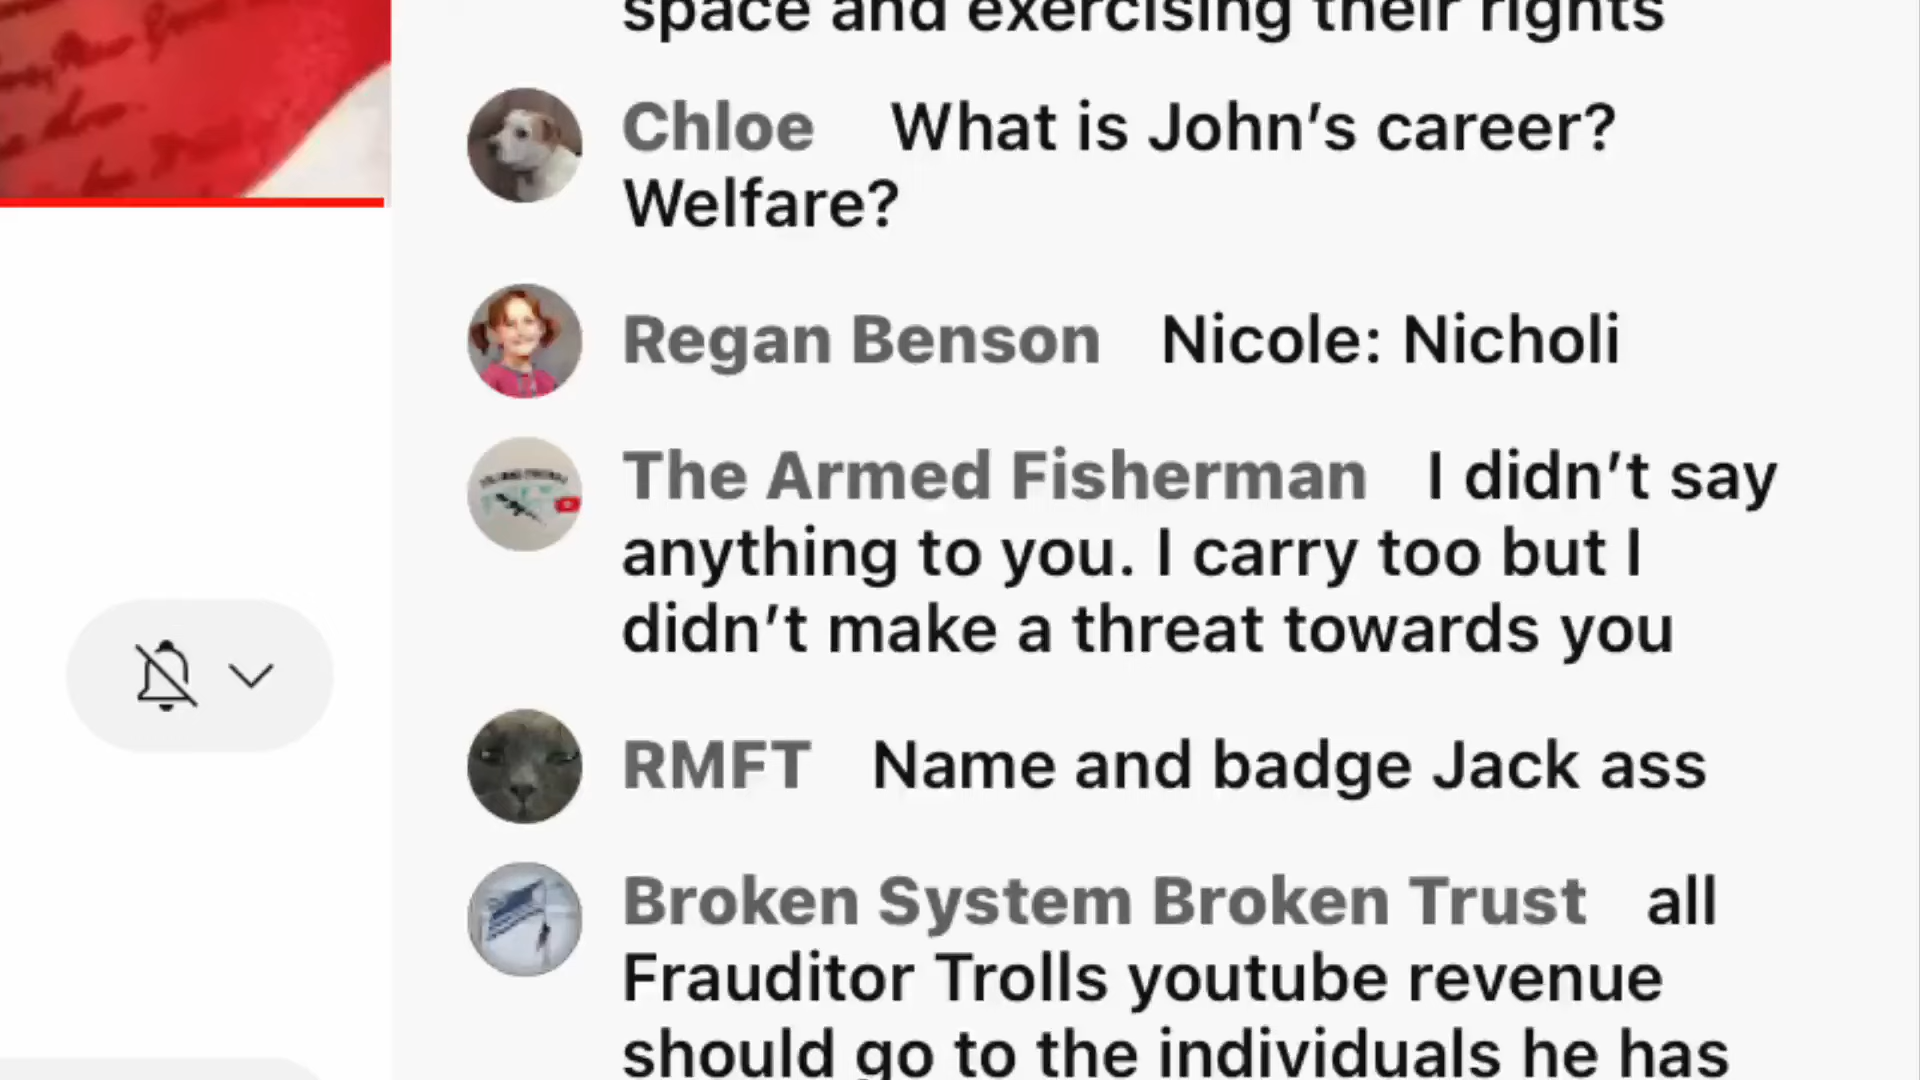 space and exercising their rights
Chloe What is John’s career?
Welfare?
Regan Benson Nicole: Nicholi
The Armed Fisherman I didn’t say
anything to you. I carry too but I
didn’t make a threat towards you
RMFT Name and badge Jack ass
Broken System Broken Trust all
Frauditor Trolls youtube revenue
should go to the individuals he has